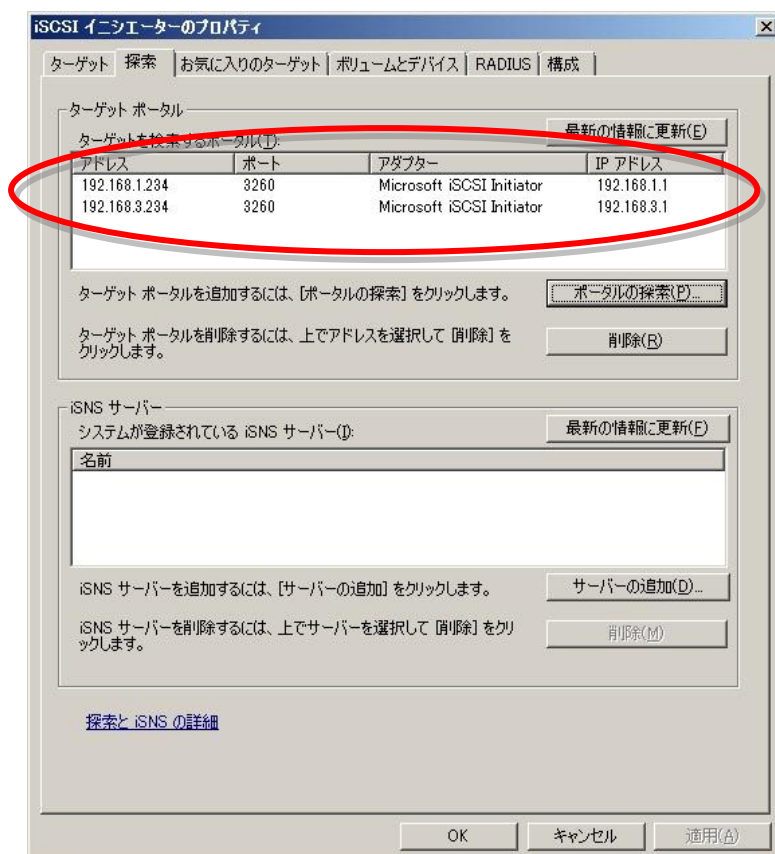 iSCSI イニシエーターのプロパティ
ターゲット 探索 お気に入りのターゲット ボリュームとデバイス RADIUS 構成
ターゲット ポータル
最新の情報に更新(E)
ターゲットを検索するポータル(T):
アドレス ポート アダプター IP アドレス
192.168.1.234 3260 Microsoft iSCSI Initiator 192.168.1.1
192.168.3.234 3260 Microsoft iSCSI Initiator 192.168.3.1
ターゲット ポータルを追加するには、[ポータルの探索] をクリックします。 ポータルの探索(P)...
ターゲット ポータルを削除するには、上でアドレスを選択して [削除] を
クリックします。
削除(R)
iSNS サーバー
システムが登録されている iSNS サーバー(I): 最新の情報に更新(F)
名前
iSNS サーバーを追加するには、[サーバーの追加] をクリックします。 サーバーの追加(D)...
iSNS サーバーを削除するには、上でサーバーを選択して [削除] をクリ
ックします。
削除(M)
探索と iSNS の詳細
OK キャンセル 適用(A)